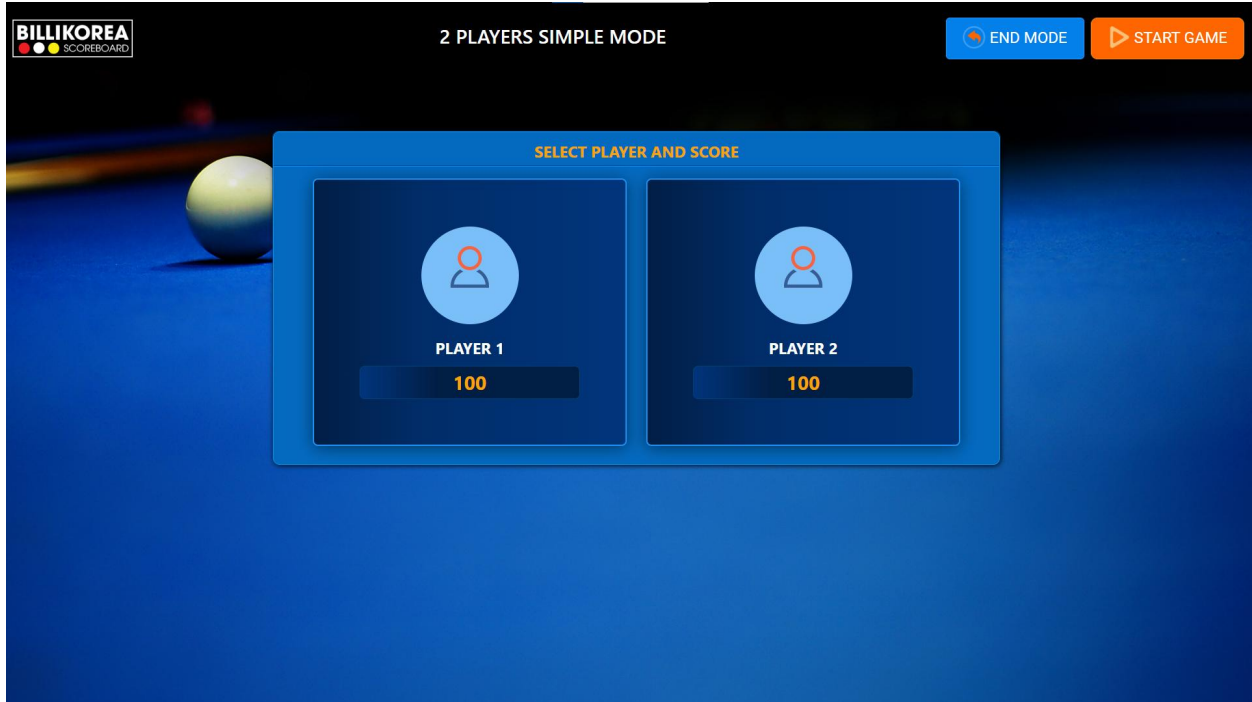 BILLIKOREA
SCOREBOARD
2 PLAYERS SIMPLE MODE
END MODE
START GAME
SELECT PLAYER AND SCORE
PLAYER 1
100
PLAYER 2
100